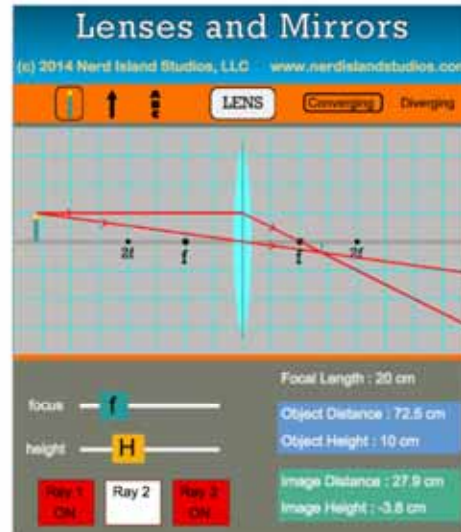 Lenses and Mirrors
(c) 2014 Nerd Island Studios, LLC www.nerdislandstudios.com
A
B
C
LENS
Converging
Diverging
2f
f
f
2f
Focal Length : 20 cm
focus
f
Object Distance : 72.5 cm
Object Height : 10 cm
height
H
Image Distance : 27.9 cm
Image Height : -3.8 cm
Ray 1
ON
Ray 2
Ray 3
ON